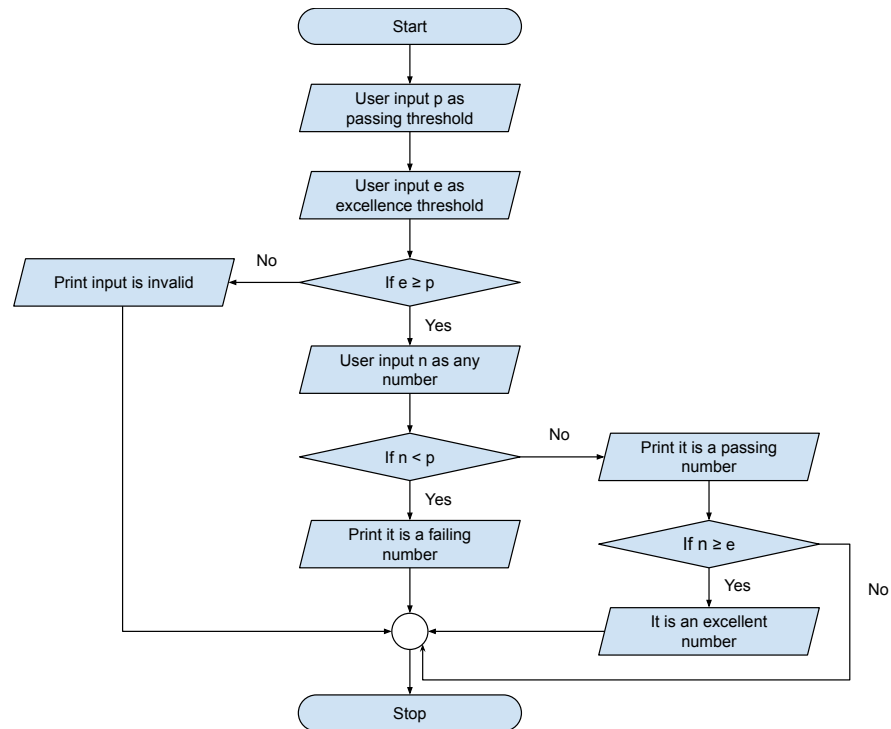 Start
User input p as
passing threshold
User input e as
excellence threshold
No
Print input is invalid
If e ≥ p
Yes
User input n as any
number
No
If n < p
Print it is a passing
number
Yes
Print it is a failing
number
If n ≥ e
Yes
No
It is an excellent
number
Stop